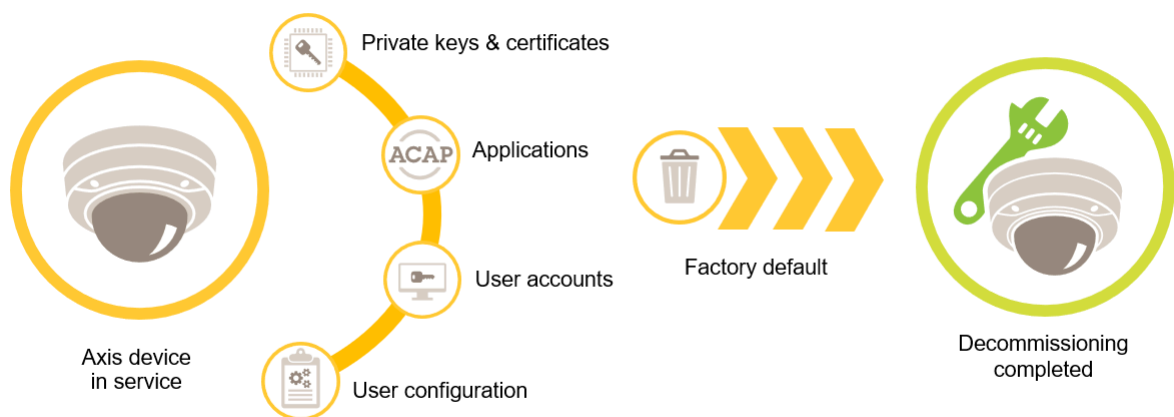 Private keys & certificates
ACAP
Applications
User accounts
User configuration
Axis device
in service
Factory default
Decommissioning
completed